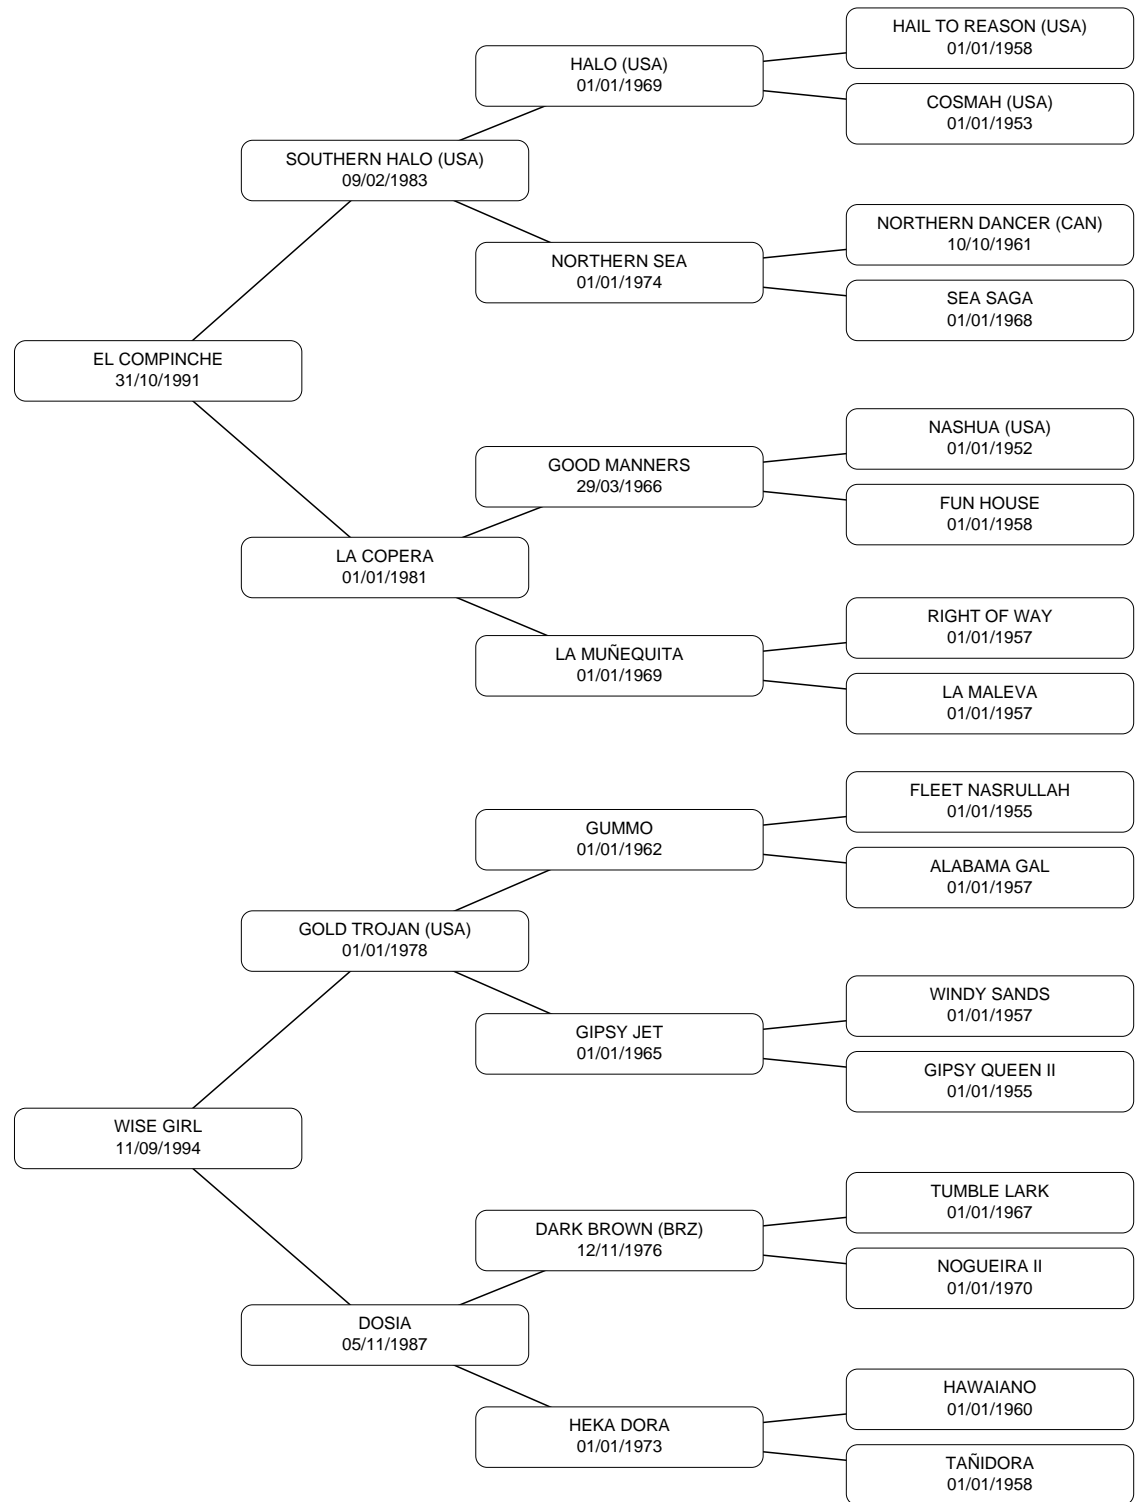 HAIL TO REASON (USA)
01/01/1958
HALO (USA)
01/01/1969
COSMAH (USA)
01/01/1953
SOUTHERN HALO (USA)
09/02/1983
NORTHERN DANCER (CAN)
10/10/1961
NORTHERN SEA
01/01/1974
SEA SAGA
01/01/1968
EL COMPINCHE
31/10/1991
NASHUA (USA)
01/01/1952
GOOD MANNERS
29/03/1966
FUN HOUSE
01/01/1958
LA COPERA
01/01/1981
RIGHT OF WAY
01/01/1957
LA MUÑEQUITA
01/01/1969
LA MALEVA
01/01/1957
FLEET NASRULLAH
01/01/1955
GUMMO
01/01/1962
ALABAMA GAL
01/01/1957
GOLD TROJAN (USA)
01/01/1978
WINDY SANDS
01/01/1957
GIPSY JET
01/01/1965
GIPSY QUEEN II
01/01/1955
WISE GIRL
11/09/1994
TUMBLE LARK
01/01/1967
DARK BROWN (BRZ)
12/11/1976
NOGUEIRA II
01/01/1970
DOSIA
05/11/1987
HAWAIANO
01/01/1960
HEKA DORA
01/01/1973
TAÑIDORA
01/01/1958